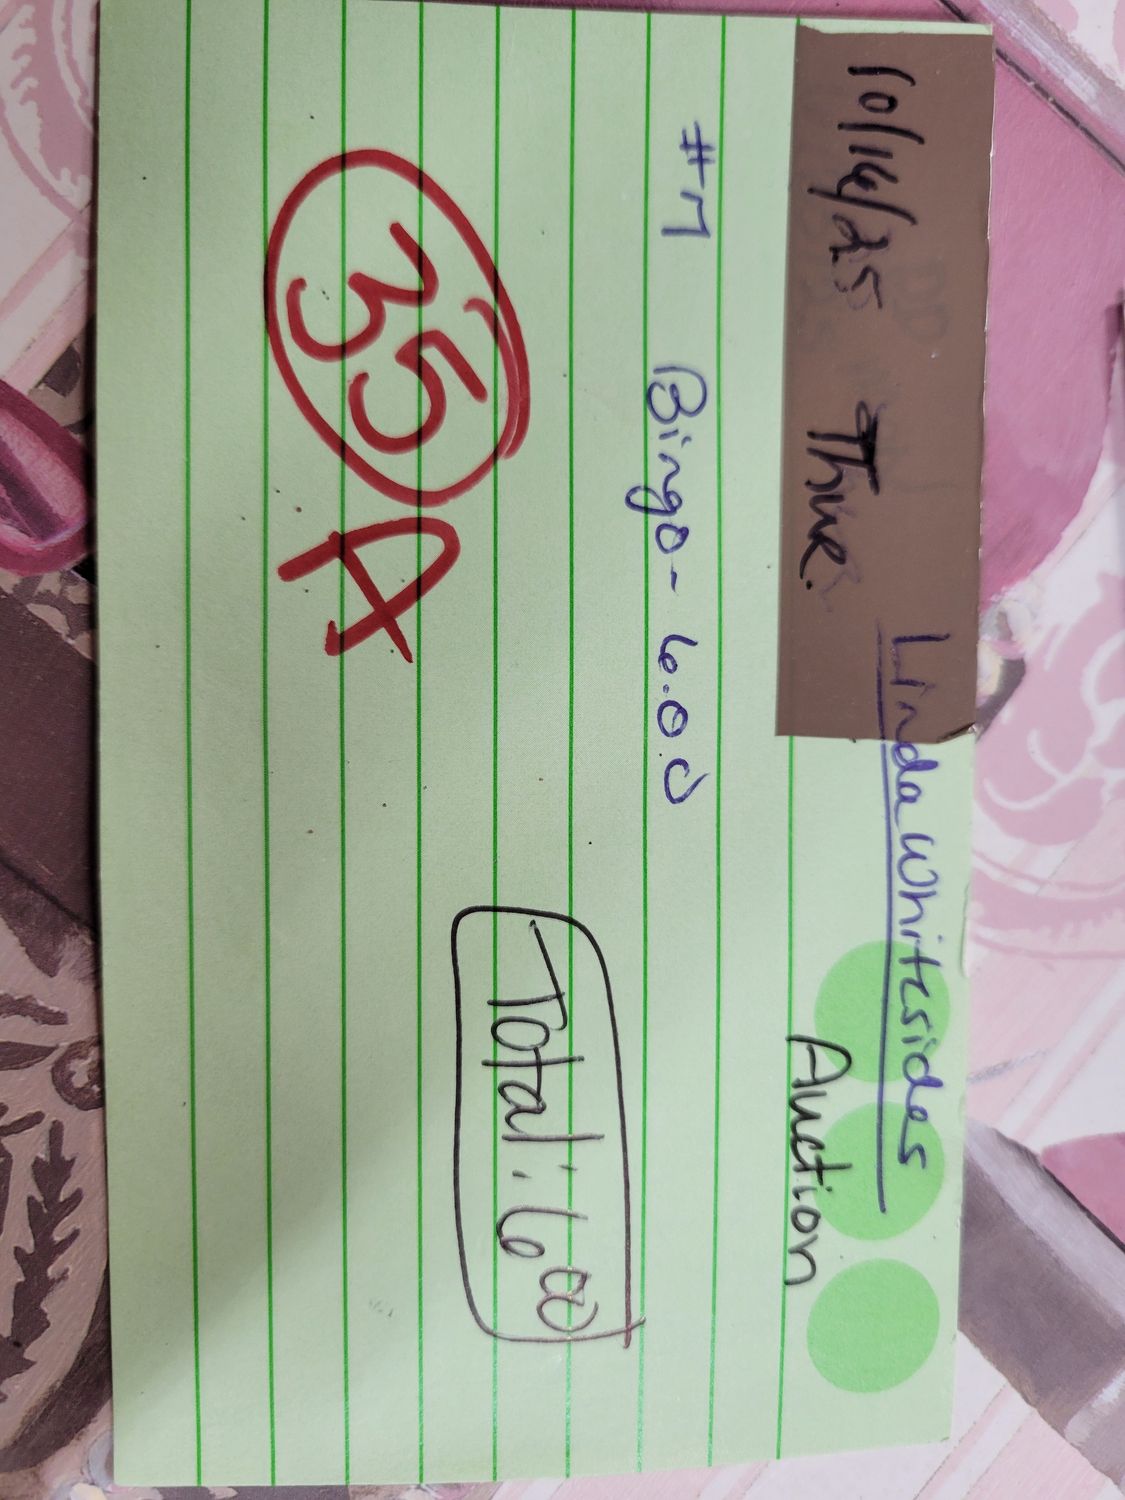 10/16/25 Thur.
Linda Whitesides
Auction
#7 Bingo - 6.00
Total: 6.00
35 A